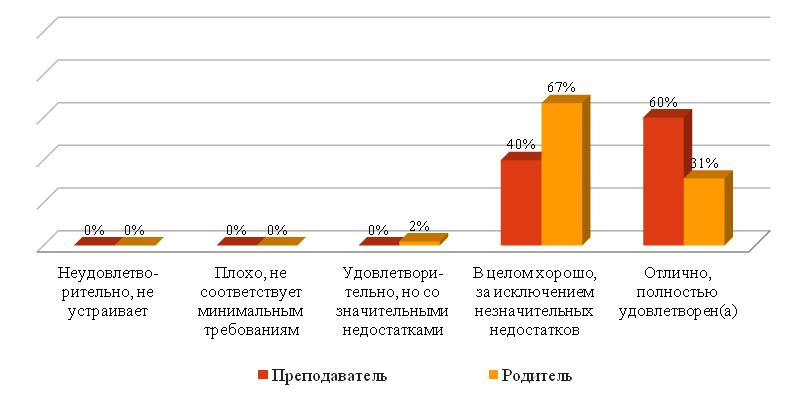 67%
60%
40%
31%
0% 0% 0% 0% 0% 2%
Неудовлетво-
рительно, не
устраивает
Плохо, не
соответствует
минимальным
требованиям
Удовлетвори-
тельно, но со
значительными
недостатками
В целом хорошо,
за исключением
незначительных
недостатков
Отлично,
полностью
удовлетворен(а)
Преподаватель Родитель